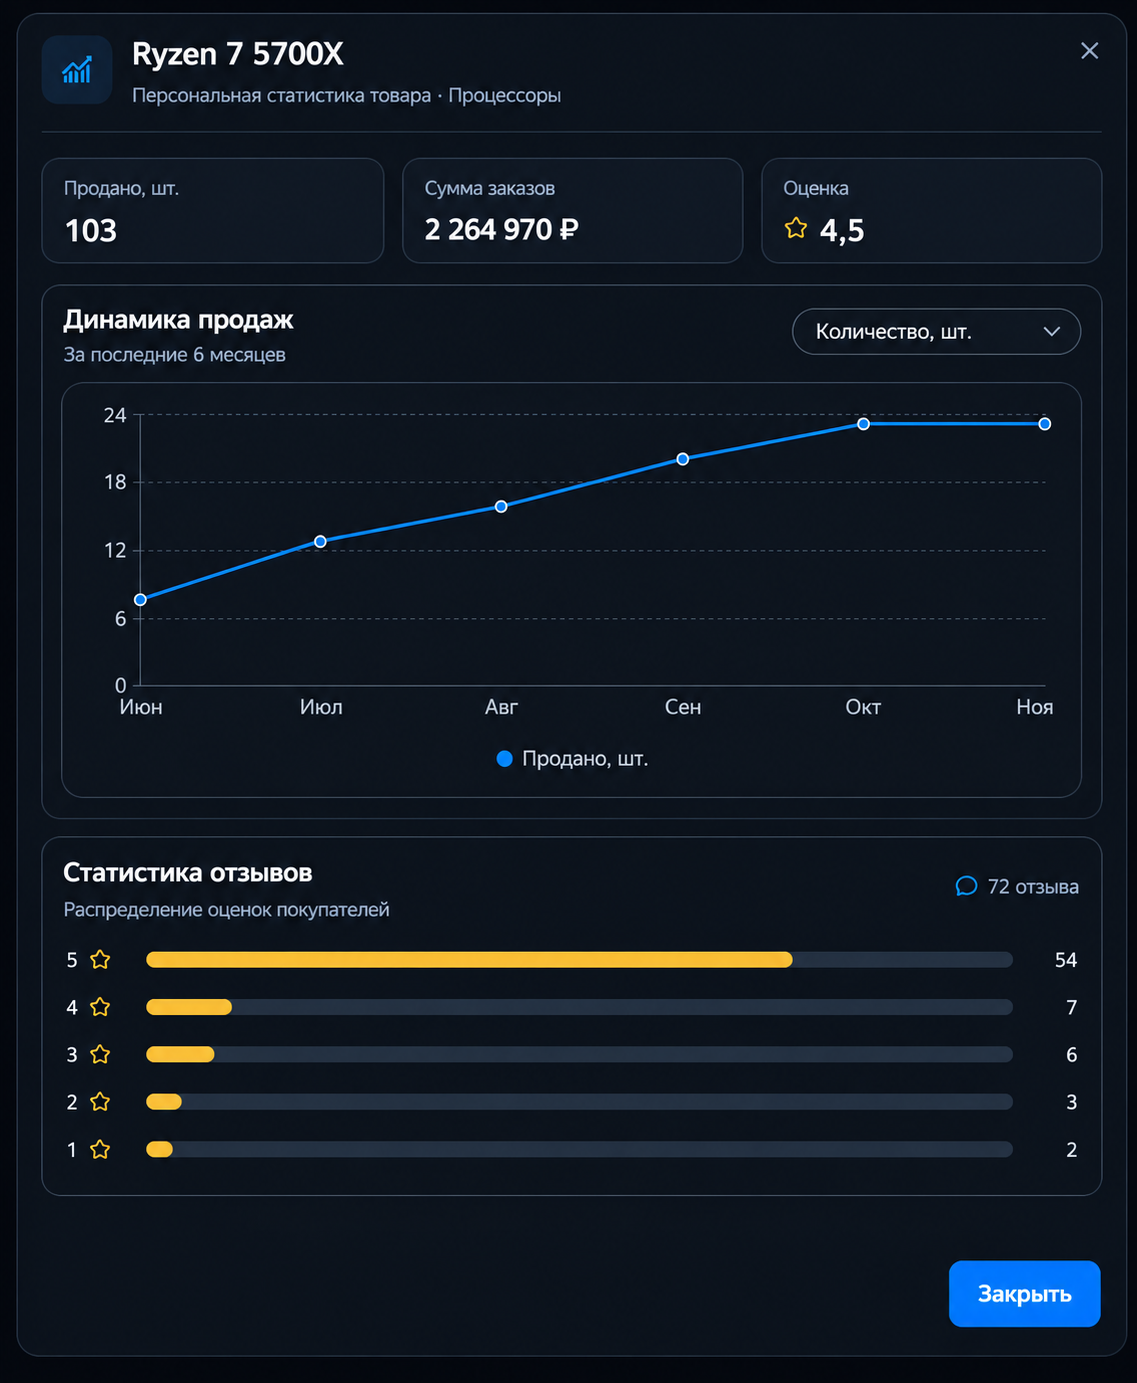 Ryzen 7 5700X
Персональная статистика товара · Процессоры
Продано, шт.
103
Сумма заказов
2 264 970 ₽
Оценка
4,5
Динамика продаж
За последние 6 месяцев
Количество, шт.
24
18
12
6
0
Июн Июл Авг Сен Окт Ноя
Продано, шт.
Статистика отзывов
Распределение оценок покупателей
72 отзыва
5 54
4 7
3 6
2 3
1 2
Закрыть